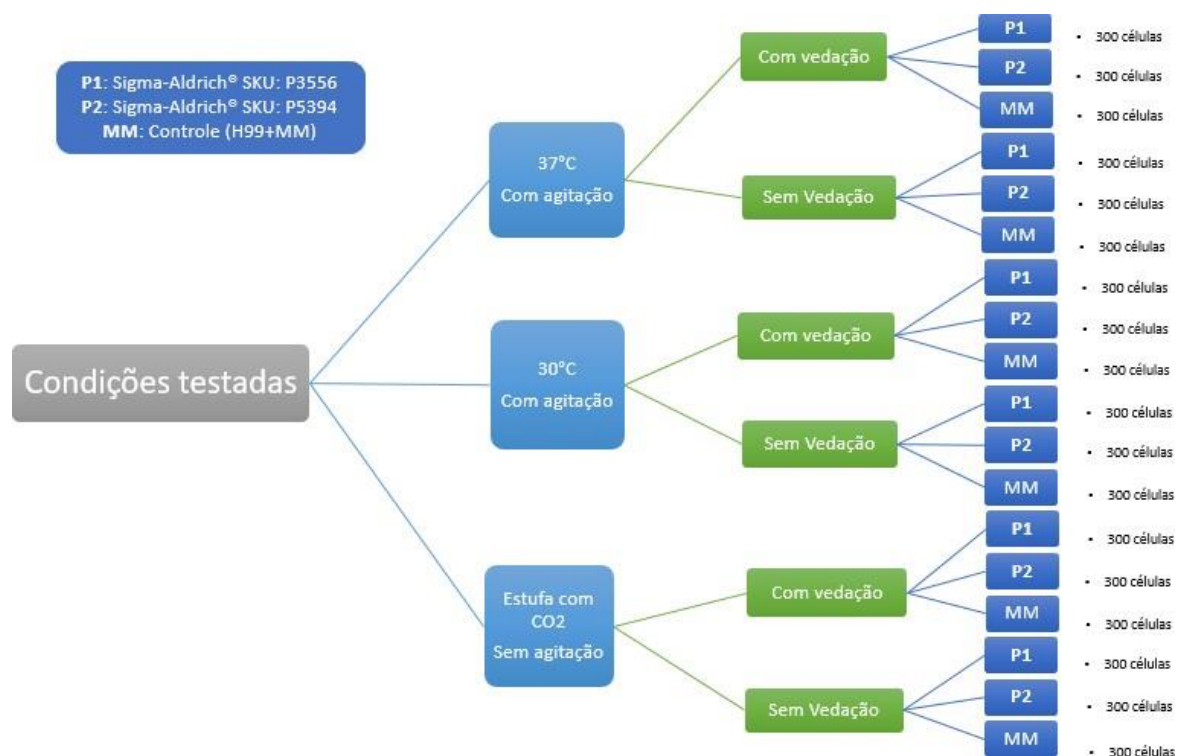 P1: Sigma-Aldrich® SKU: P3556
P2: Sigma-Aldrich® SKU: P5394
MM: Controle (H99+MM)
Condições testadas
37°C
Com agitação
Com vedação
P1
• 300 células
P2
• 300 células
MM
• 300 células
Sem Vedação
P1
• 300 células
P2
• 300 células
MM
• 300 células
30°C
Com agitação
Com vedação
P1
• 300 células
P2
• 300 células
MM
• 300 células
Sem Vedação
P1
• 300 células
P2
• 300 células
MM
• 300 células
Estufa com
CO2
Sem agitação
Com vedação
P1
• 300 células
P2
• 300 células
MM
• 300 células
Sem Vedação
P1
• 300 células
P2
• 300 células
MM
• 300 células